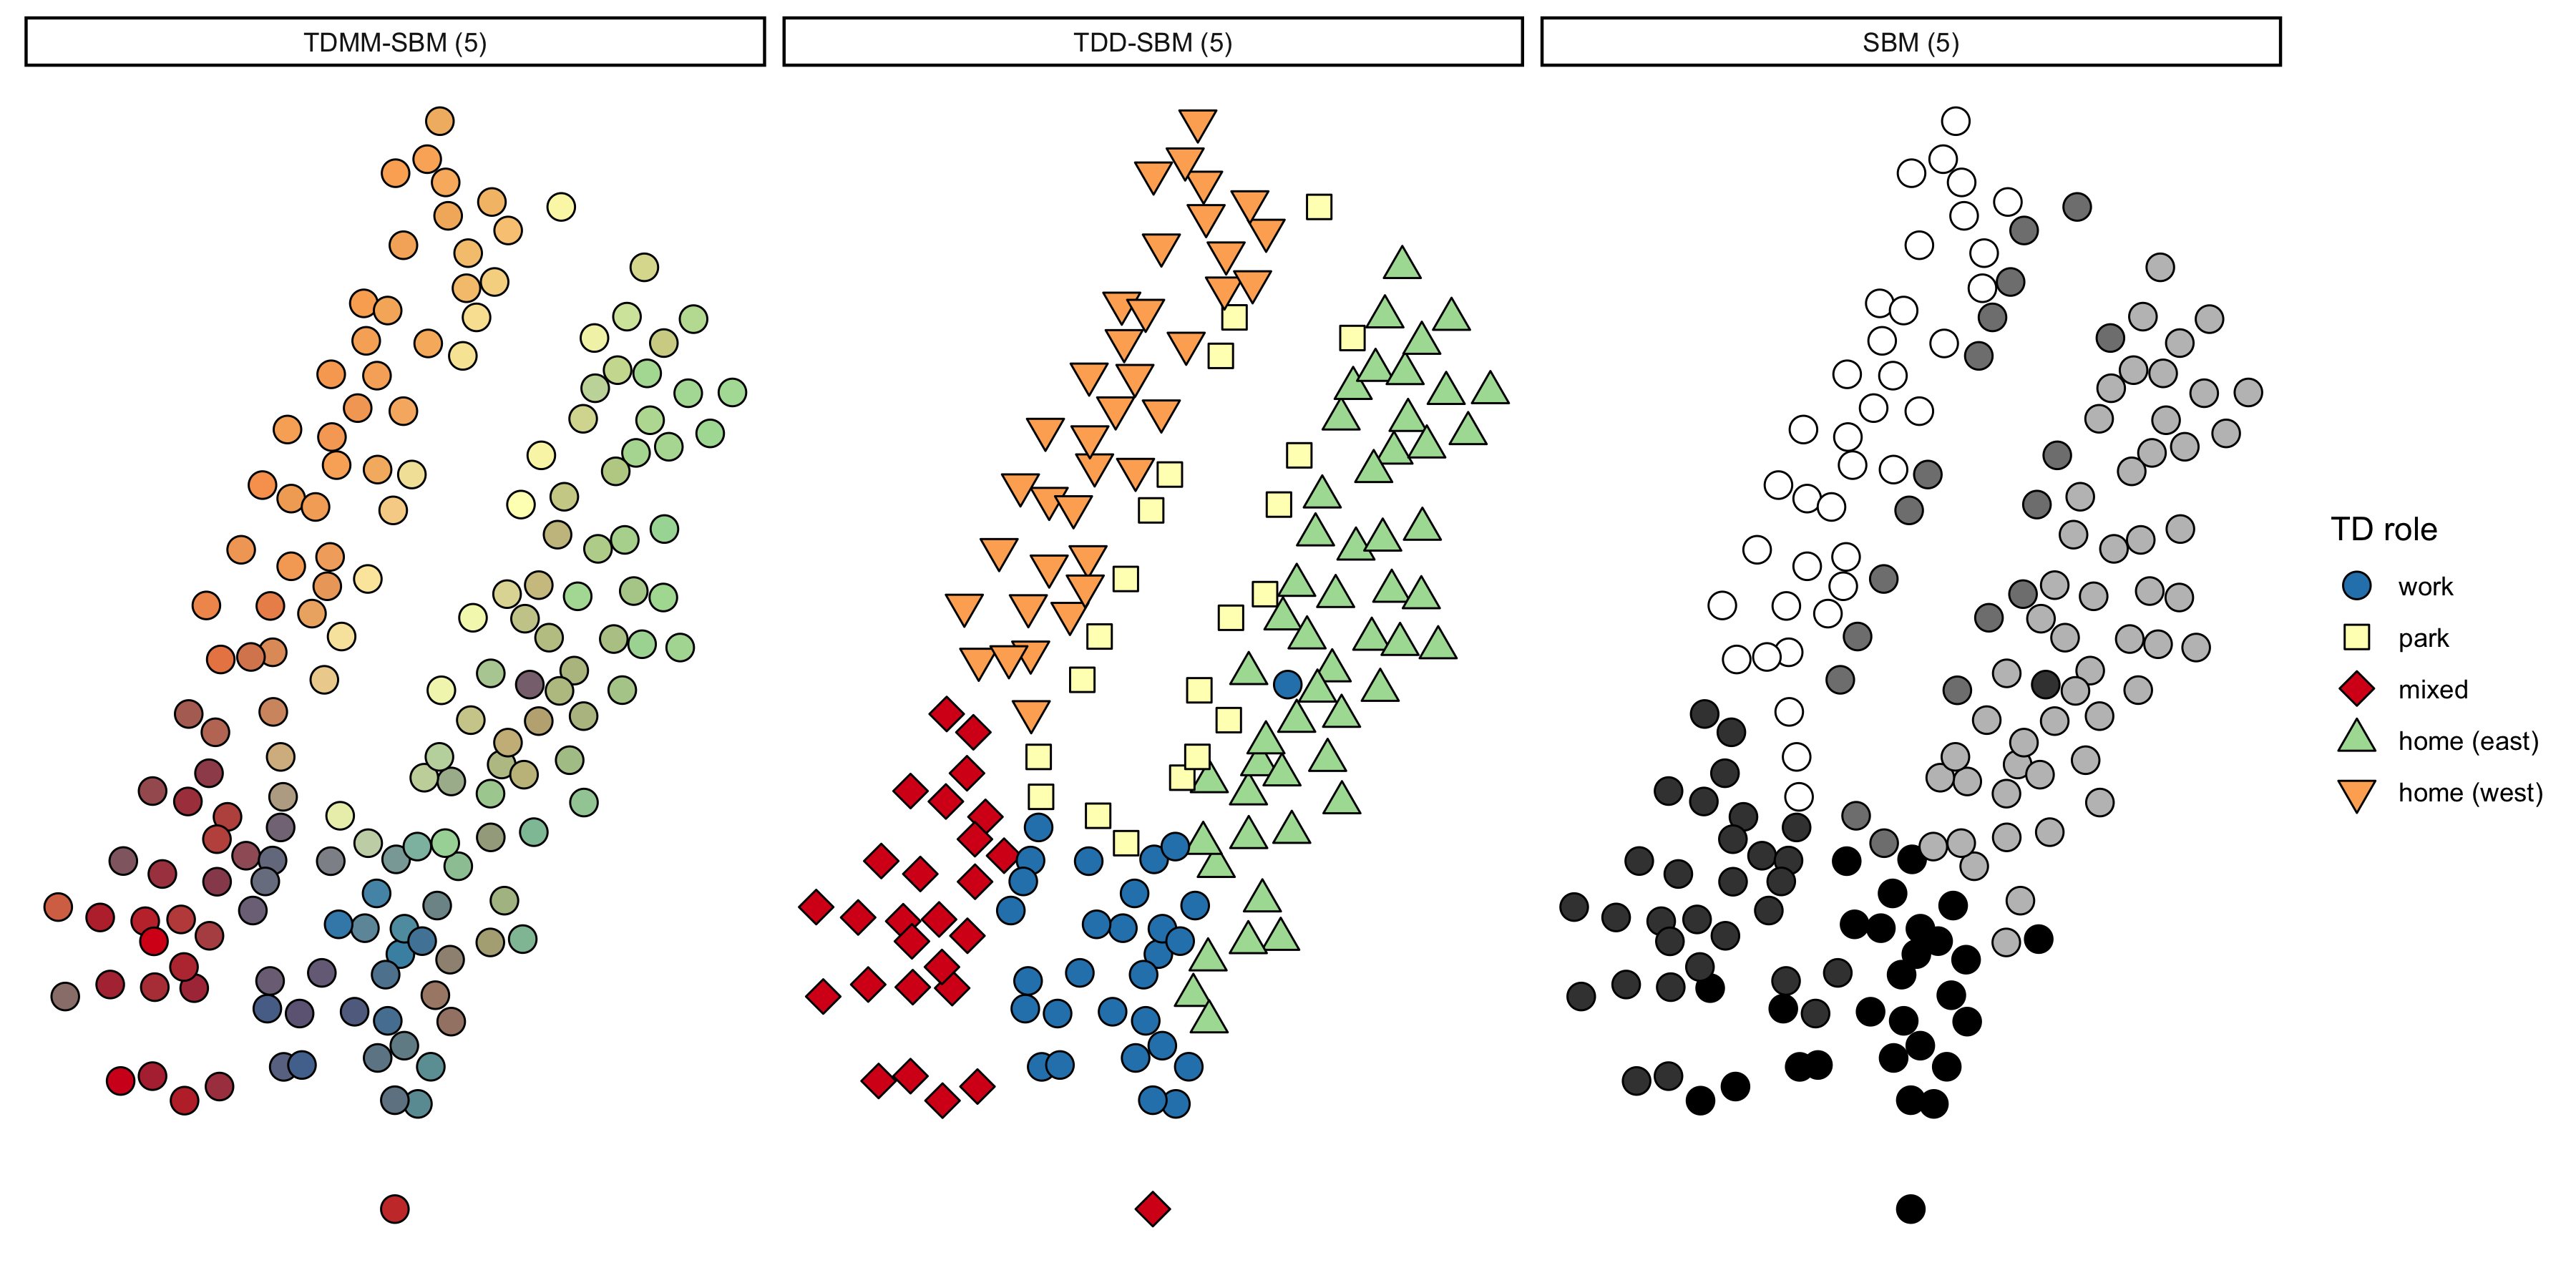 TDMM-SBM (5)
TDD-SBM (5)
SBM (5)
TD role
work
park
mixed
home (east)
home (west)